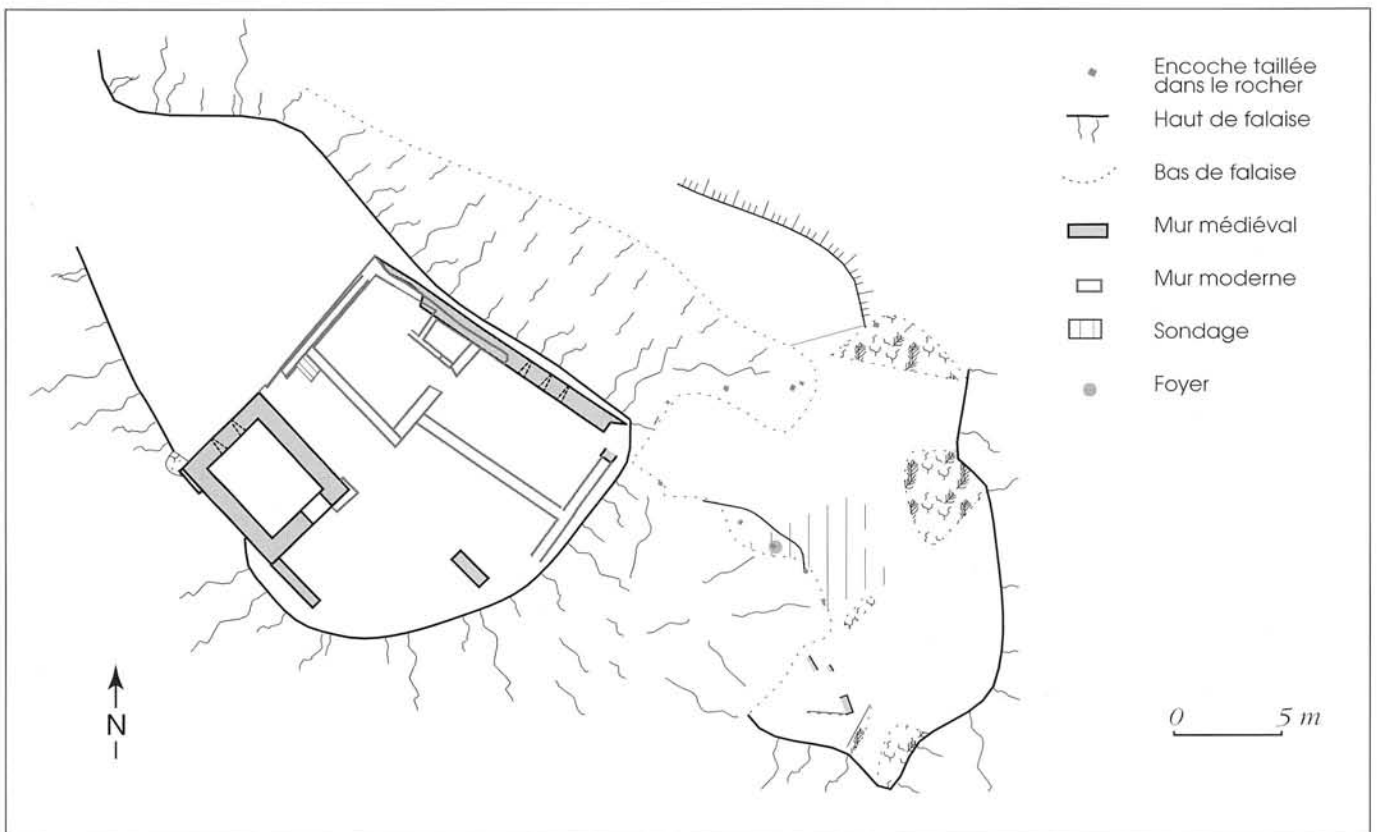 Encoche taillée
dans le rocher
Haut de falaise
Bas de falaise
Mur médiéval
Mur moderne
Sondage
Foyer
N
0 5 m